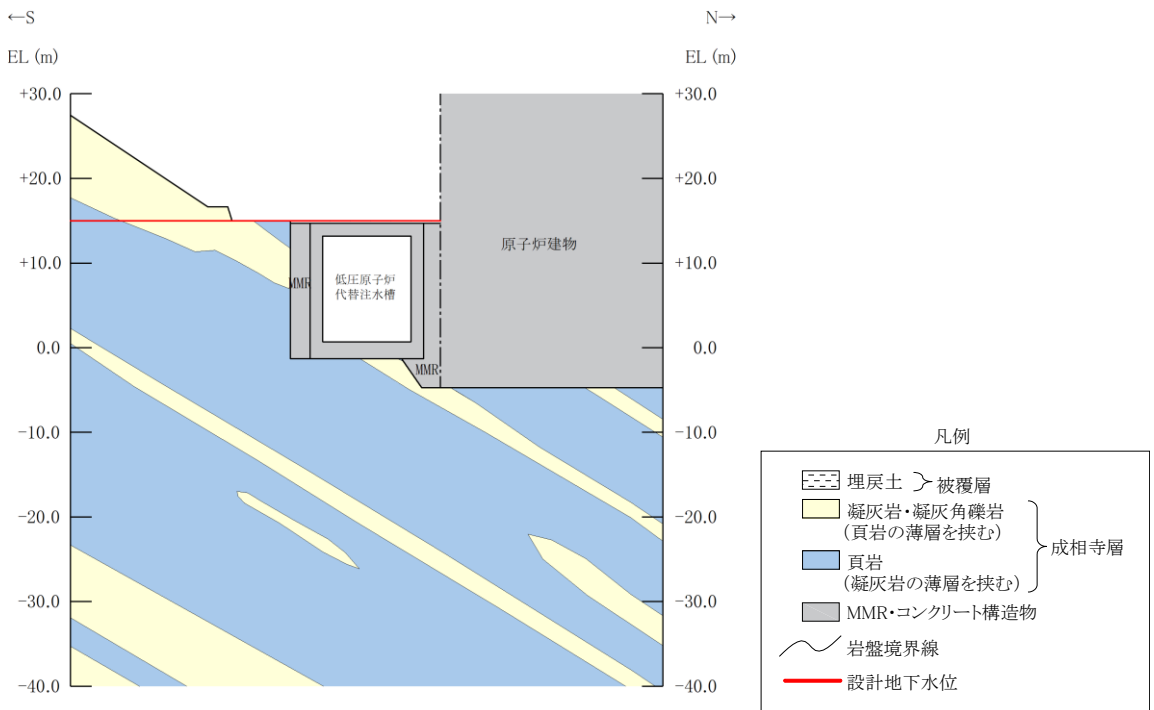 ←S
N→
EL (m)
EL (m)
+30.0
+30.0
+20.0
+20.0
+10.0
+10.0
0.0
0.0
−10.0
−10.0
−20.0
−20.0
−30.0
−30.0
−40.0
−40.0
原子炉建物
MMR
低圧原子炉
代替注水槽
MMR
凡例
埋戻土
被覆層
凝灰岩・凝灰角礫岩
(頁岩の薄層を挟む)
成相寺層
頁岩
(凝灰岩の薄層を挟む)
MMR・コンクリート構造物
岩盤境界線
設計地下水位